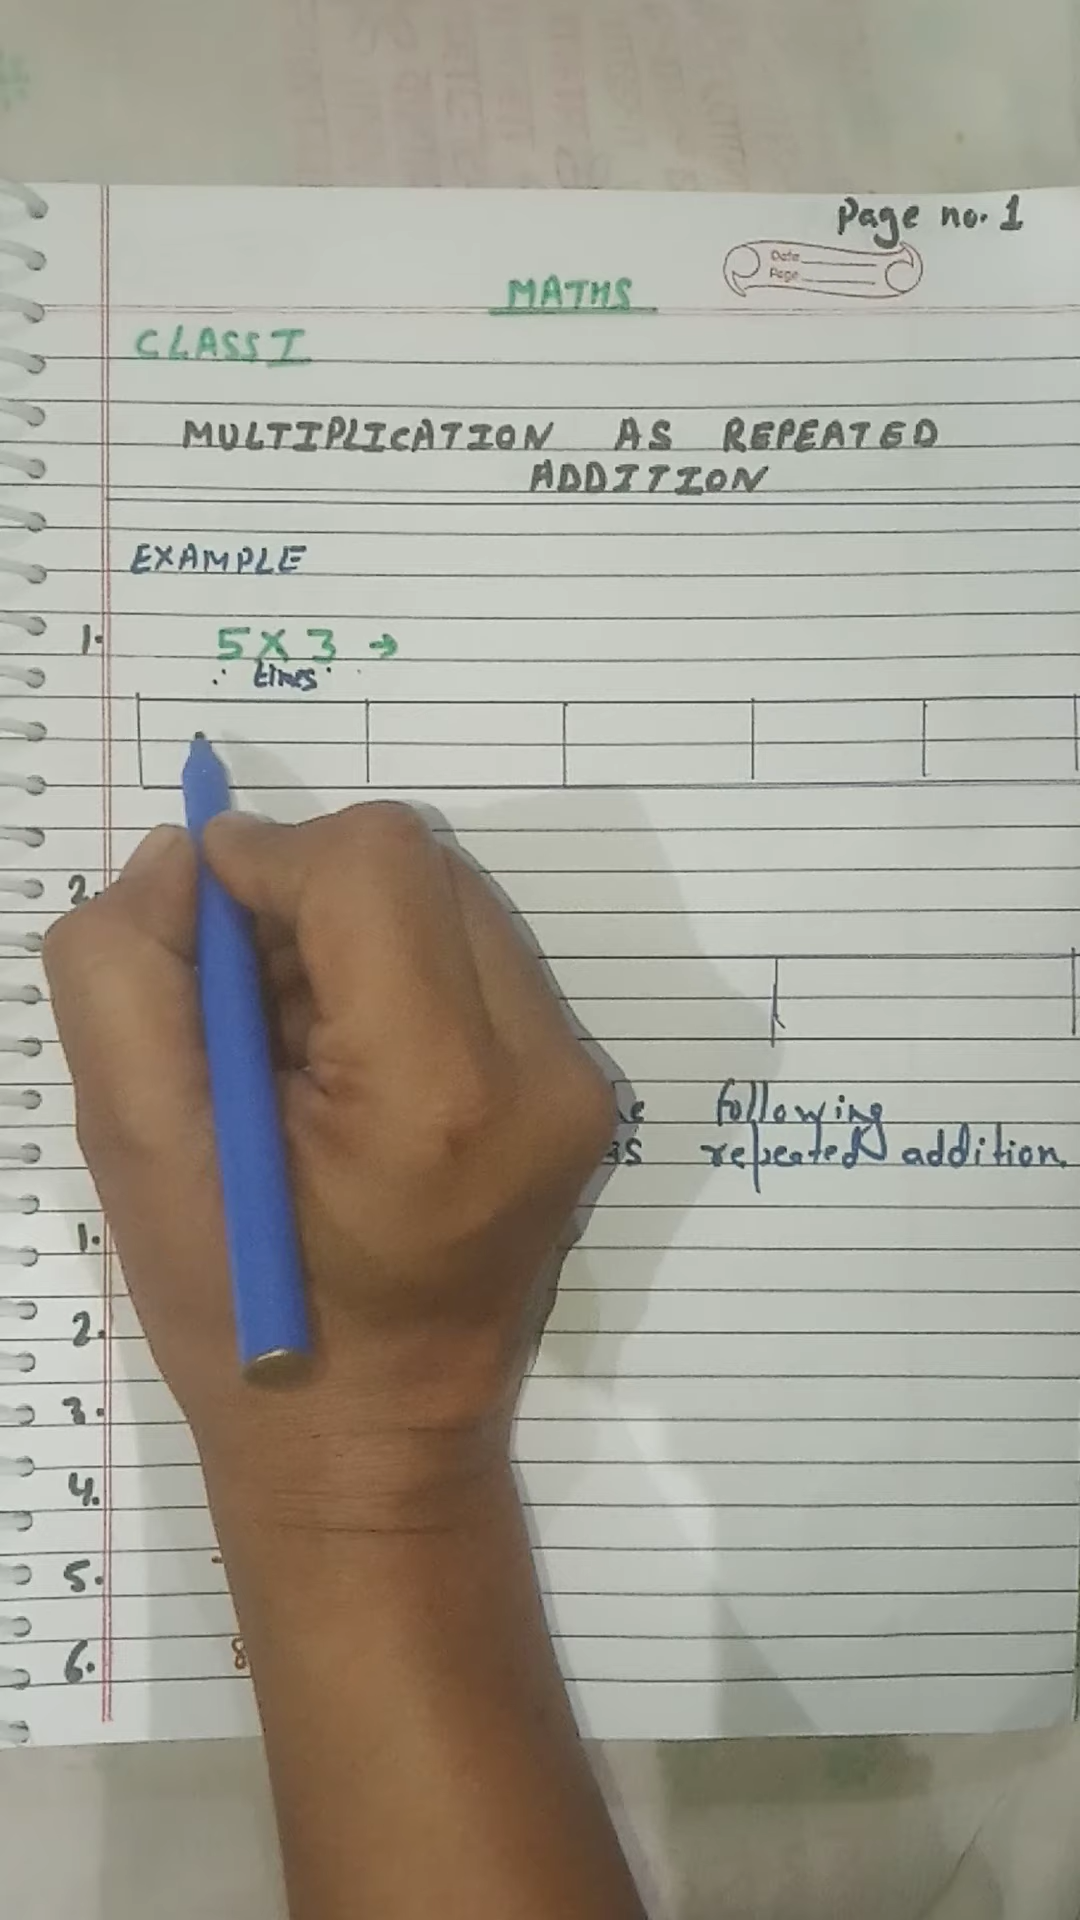 Page no. 1
Date
Page
MATHS
CLASS I
MULTIPLICATION AS REPEATED
ADDITION
EXAMPLE
1. 5 X 3 →
times
2.
following
repeated addition.
1.
2.
3.
4.
5.
6. 8